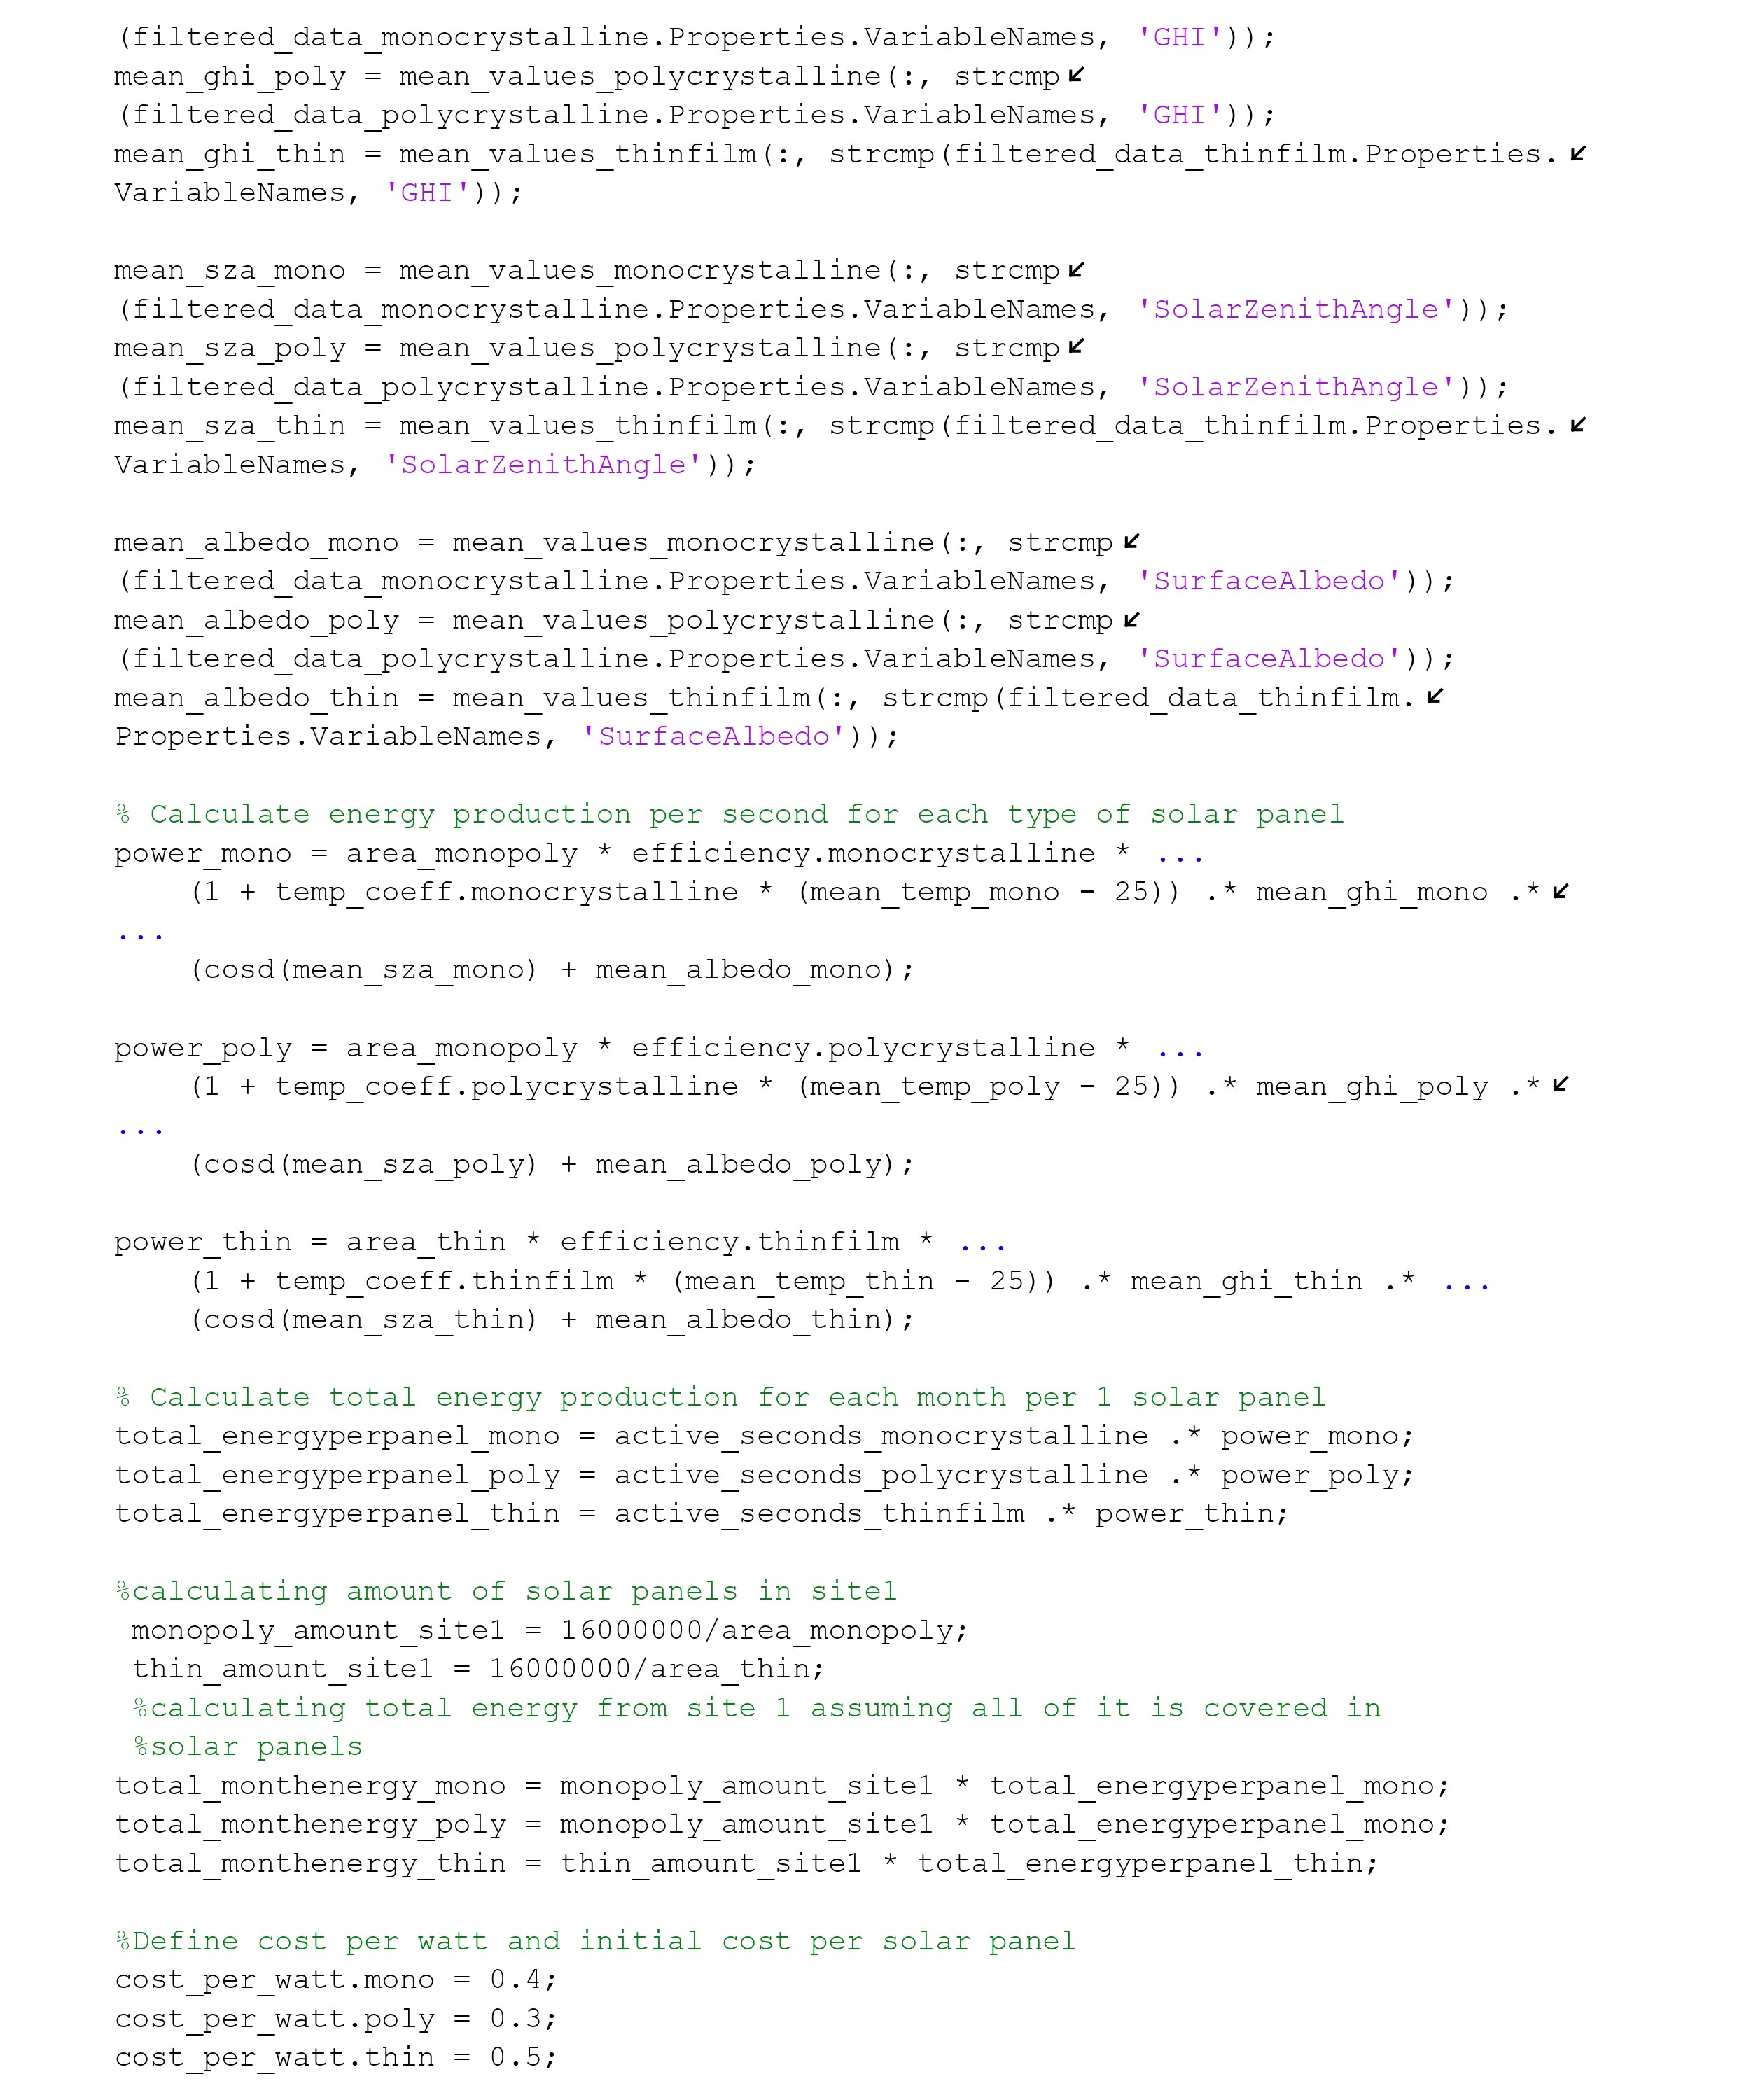 (filtered_data_monocrystalline.Properties.VariableNames, 'GHI'));
mean_ghi_poly = mean_values_polycrystalline(:, strcmp↙
(filtered_data_polycrystalline.Properties.VariableNames, 'GHI'));
mean_ghi_thin = mean_values_thinfilm(:, strcmp(filtered_data_thinfilm.Properties.↙
VariableNames, 'GHI'));

mean_sza_mono = mean_values_monocrystalline(:, strcmp↙
(filtered_data_monocrystalline.Properties.VariableNames, 'SolarZenithAngle'));
mean_sza_poly = mean_values_polycrystalline(:, strcmp↙
(filtered_data_polycrystalline.Properties.VariableNames, 'SolarZenithAngle'));
mean_sza_thin = mean_values_thinfilm(:, strcmp(filtered_data_thinfilm.Properties.↙
VariableNames, 'SolarZenithAngle'));

mean_albedo_mono = mean_values_monocrystalline(:, strcmp↙
(filtered_data_monocrystalline.Properties.VariableNames, 'SurfaceAlbedo'));
mean_albedo_poly = mean_values_polycrystalline(:, strcmp↙
(filtered_data_polycrystalline.Properties.VariableNames, 'SurfaceAlbedo'));
mean_albedo_thin = mean_values_thinfilm(:, strcmp(filtered_data_thinfilm.↙
Properties.VariableNames, 'SurfaceAlbedo'));

% Calculate energy production per second for each type of solar panel
power_mono = area_monopoly * efficiency.monocrystalline * ...
    (1 + temp_coeff.monocrystalline * (mean_temp_mono - 25)) .* mean_ghi_mono .*↙
...
    (cosd(mean_sza_mono) + mean_albedo_mono);

power_poly = area_monopoly * efficiency.polycrystalline * ...
    (1 + temp_coeff.polycrystalline * (mean_temp_poly - 25)) .* mean_ghi_poly .*↙
...
    (cosd(mean_sza_poly) + mean_albedo_poly);

power_thin = area_thin * efficiency.thinfilm * ...
    (1 + temp_coeff.thinfilm * (mean_temp_thin - 25)) .* mean_ghi_thin .* ...
    (cosd(mean_sza_thin) + mean_albedo_thin);

% Calculate total energy production for each month per 1 solar panel
total_energyperpanel_mono = active_seconds_monocrystalline .* power_mono;
total_energyperpanel_poly = active_seconds_polycrystalline .* power_poly;
total_energyperpanel_thin = active_seconds_thinfilm .* power_thin;

%calculating amount of solar panels in site1
 monopoly_amount_site1 = 16000000/area_monopoly;
 thin_amount_site1 = 16000000/area_thin;
 %calculating total energy from site 1 assuming all of it is covered in
 %solar panels
total_monthenergy_mono = monopoly_amount_site1 * total_energyperpanel_mono;
total_monthenergy_poly = monopoly_amount_site1 * total_energyperpanel_mono;
total_monthenergy_thin = thin_amount_site1 * total_energyperpanel_thin;

%Define cost per watt and initial cost per solar panel
cost_per_watt.mono = 0.4;
cost_per_watt.poly = 0.3;
cost_per_watt.thin = 0.5;